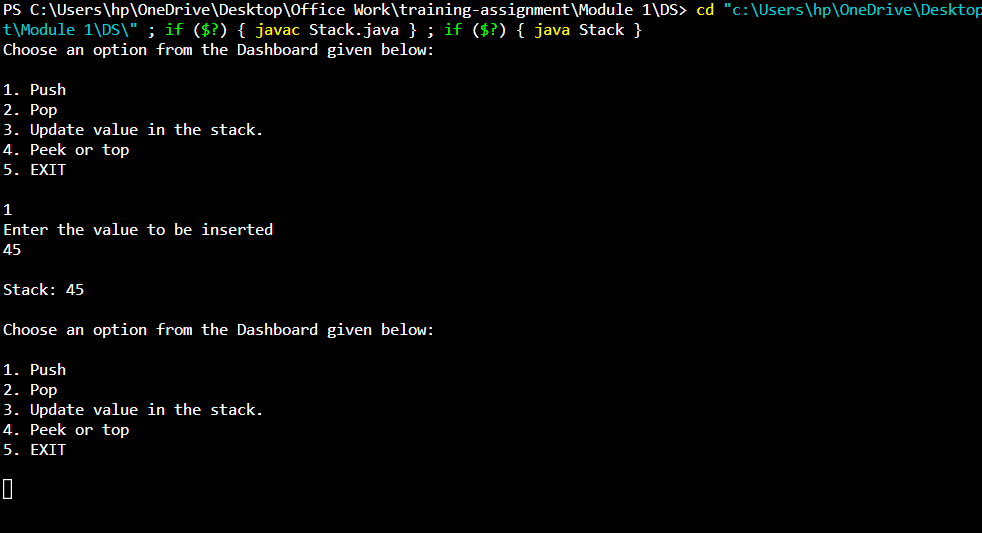 PS C:\Users\hp\OneDrive\Desktop\Office Work\training-assignment\Module 1\DS> cd "c:\Users\hp\OneDrive\Desktop
t\Module 1\DS\" ; if ($?) { javac Stack.java } ; if ($?) { java Stack }
Choose an option from the Dashboard given below:
1. Push
2. Pop
3. Update value in the stack.
4. Peek or top
5. EXIT
1
Enter the value to be inserted
45
Stack: 45
Choose an option from the Dashboard given below:
1. Push
2. Pop
3. Update value in the stack.
4. Peek or top
5. EXIT